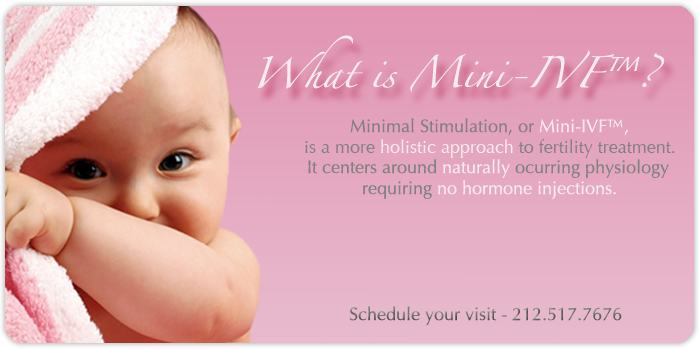 What is Mini-IVF™?
Minimal Stimulation, or Mini-IVF™,
is a more holistic approach to fertility treatment.
It centers around naturally ocurring physiology
requiring no hormone injections.
Schedule your visit - 212.517.7676